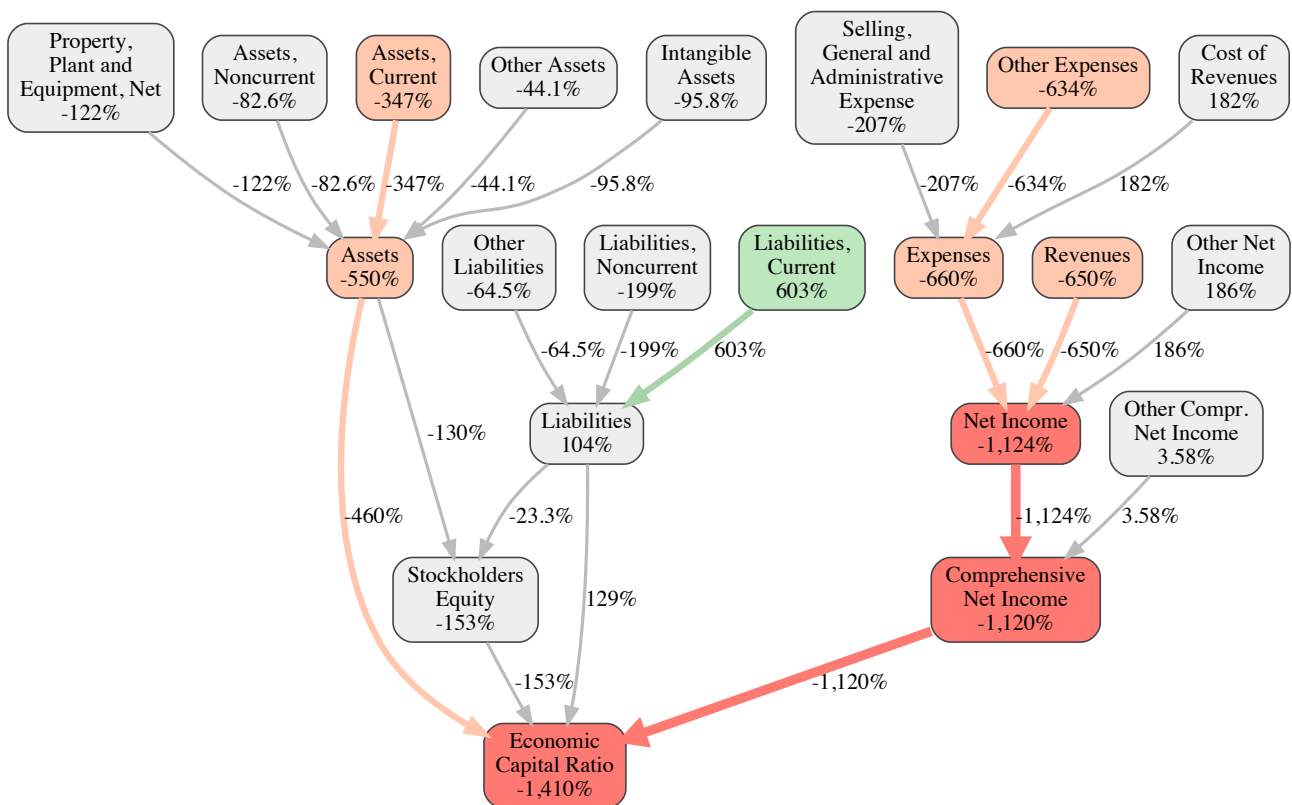 Property,
Plant and
Equipment, Net
-122%
Assets,
Noncurrent
-82.6%
Assets,
Current
-347%
Other Assets
-44.1%
Intangible
Assets
-95.8%
Selling,
General and
Administrative
Expense
-207%
Other Expenses
-634%
Cost of
Revenues
182%
-122%
-82.6%
-347%
-44.1%
-95.8%
-207%
-634%
182%
Assets
-550%
Other
Liabilities
-64.5%
Liabilities,
Noncurrent
-199%
Liabilities,
Current
603%
Expenses
-660%
Revenues
-650%
Other Net
Income
186%
-64.5%
-199%
603%
-660%
-650%
186%
Liabilities
104%
Net Income
-1,124%
Other Compr.
Net Income
3.58%
-130%
-460%
-23.3%
-1,124%
3.58%
Stockholders
Equity
-153%
129%
Comprehensive
Net Income
-1,120%
-153%
-1,120%
Economic
Capital Ratio
-1,410%